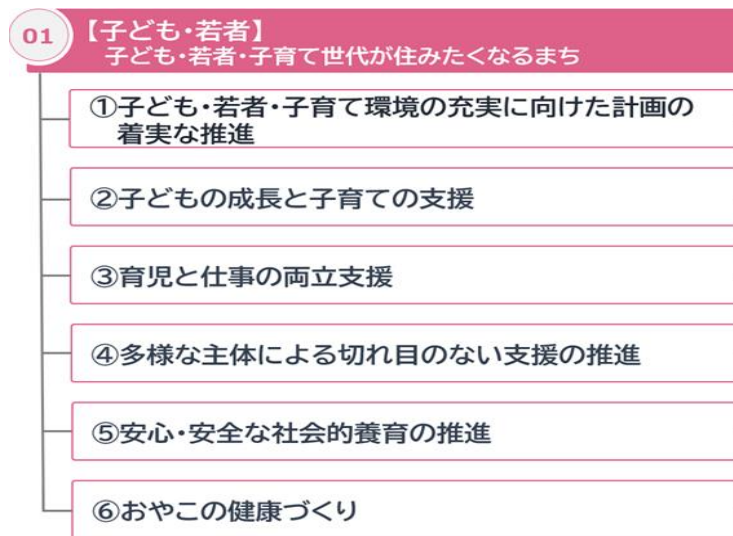 01
【子ども・若者】
子ども・若者・子育て世代が住みたくなるまち
①子ども・若者・子育て環境の充実に向けた計画の
着実な推進
②子どもの成長と子育ての支援
③育児と仕事の両立支援
④多様な主体による切れ目のない支援の推進
⑤安心・安全な社会的養育の推進
⑥おやこの健康づくり